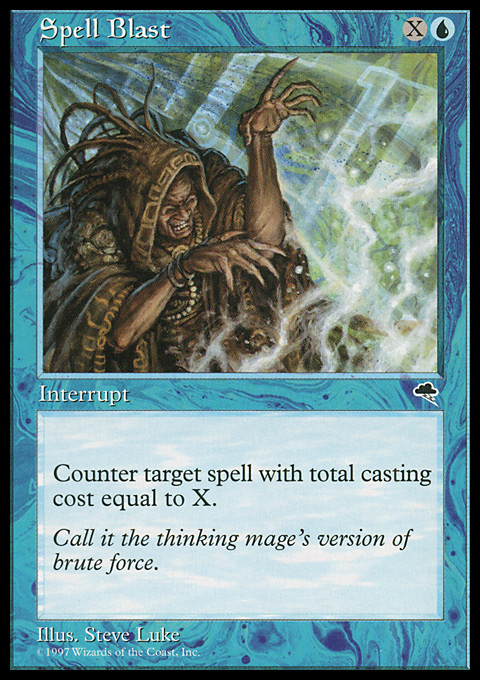 Spell Blast X
Interrupt
Counter target spell with total casting
cost equal to X.
Call it the thinking mage's version of
brute force.
Illus. Steve Luke
©1997 Wizards of the Coast, Inc.